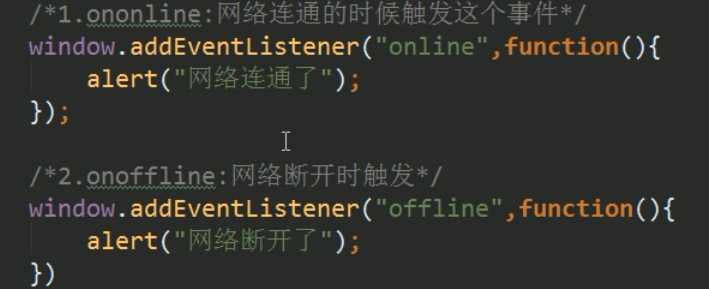 /*1.ononline:网络连通的时候触发这个事件*/
window.addEventListener("online",function(){
    alert("网络连通了");
});
/*2.onoffline:网络断开时触发*/
window.addEventListener("offline",function(){
    alert("网络断开了");
})